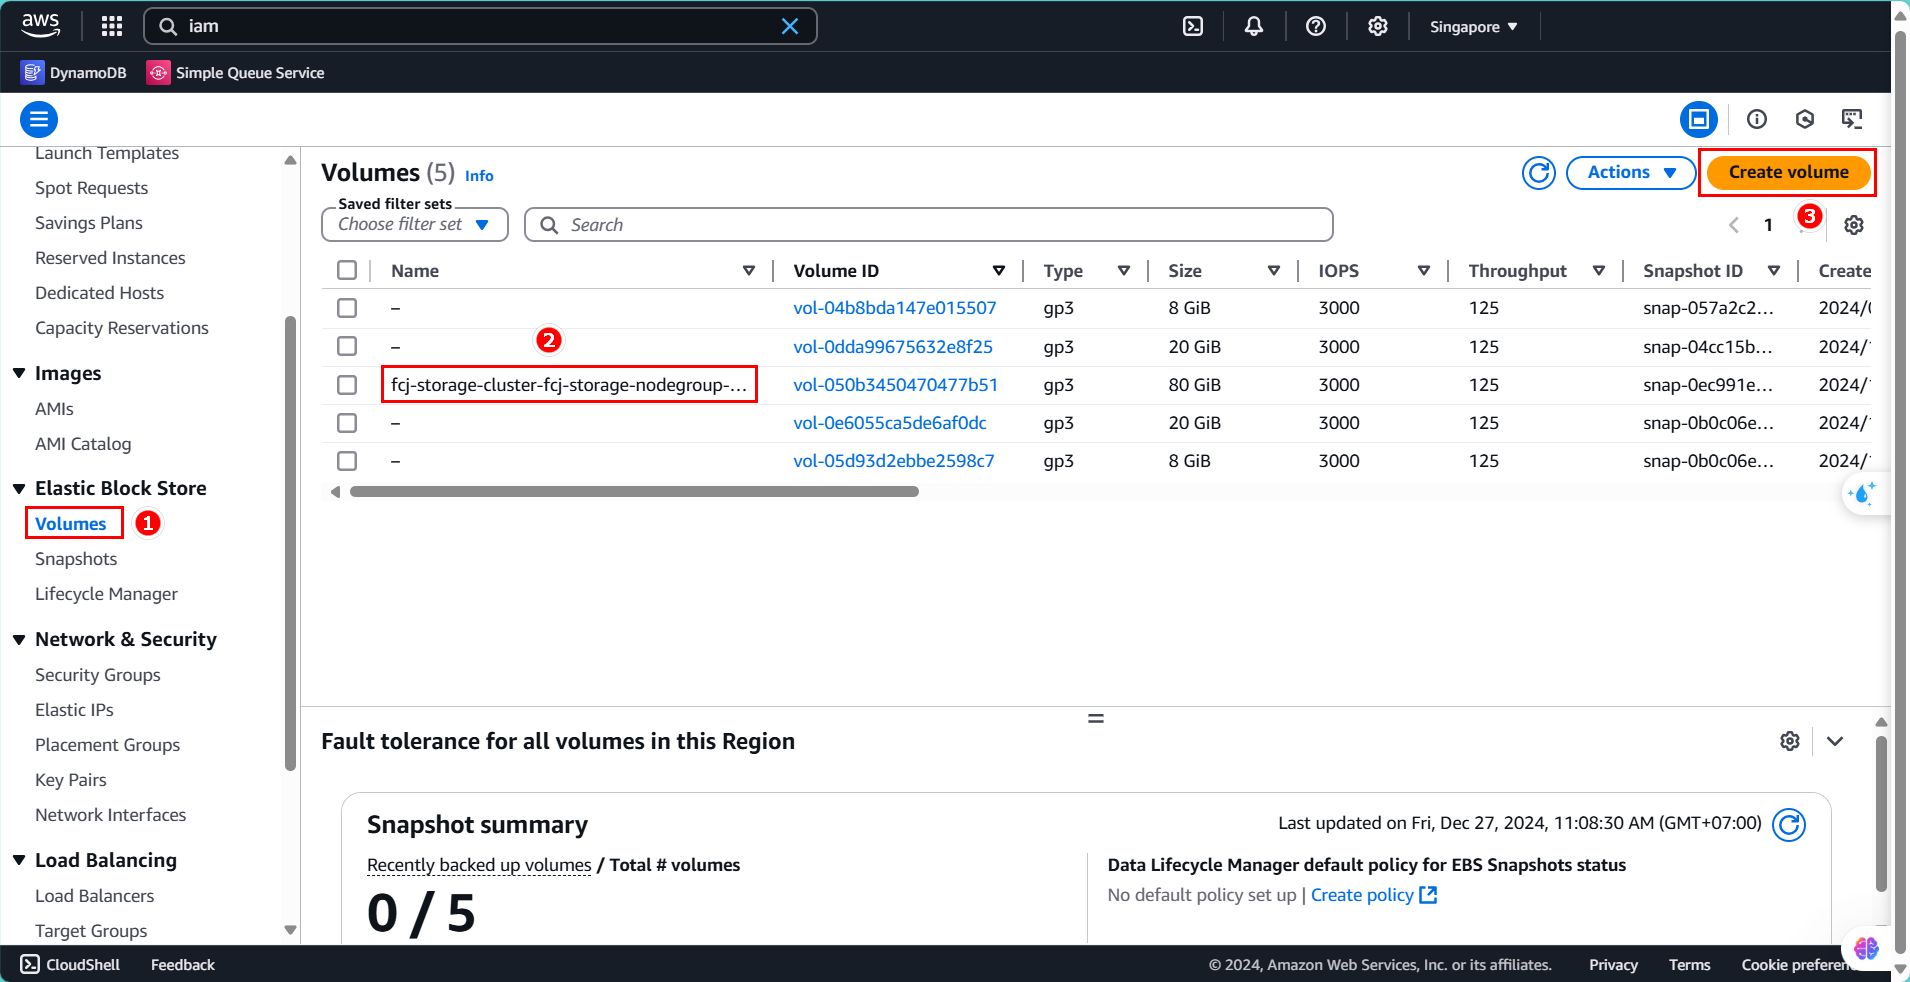 aws
iam
Singapore
DynamoDB
Simple Queue Service
Launch Templates
Spot Requests
Savings Plans
Reserved Instances
Dedicated Hosts
Capacity Reservations
Images
AMIs
AMI Catalog
Elastic Block Store
Volumes 1
Snapshots
Lifecycle Manager
Network & Security
Security Groups
Elastic IPs
Placement Groups
Key Pairs
Network Interfaces
Load Balancing
Load Balancers
Target Groups
Volumes (5) Info
Actions
Create volume
Saved filter sets
Choose filter set
Search
1
3
Name Volume ID Type Size IOPS Throughput Snapshot ID Create
– vol-04b8bda147e015507 gp3 8 GiB 3000 125 snap-057a2c2... 2024/
2
– vol-0dda99675632e8f25 gp3 20 GiB 3000 125 snap-04cc15b... 2024/
fcj-storage-cluster-fcj-storage-nodegroup-... vol-050b3450470477b51 gp3 80 GiB 3000 125 snap-0ec991e... 2024/
– vol-0e6055ca5de6af0dc gp3 20 GiB 3000 125 snap-0b0c06e... 2024/
– vol-05d93d2ebbe2598c7 gp3 8 GiB 3000 125 snap-0b0c06e... 2024/
Fault tolerance for all volumes in this Region
Snapshot summary
Last updated on Fri, Dec 27, 2024, 11:08:30 AM (GMT+07:00)
Recently backed up volumes / Total # volumes
0 / 5
Data Lifecycle Manager default policy for EBS Snapshots status
No default policy set up | Create policy
CloudShell Feedback
© 2024, Amazon Web Services, Inc. or its affiliates. Privacy Terms Cookie preferen